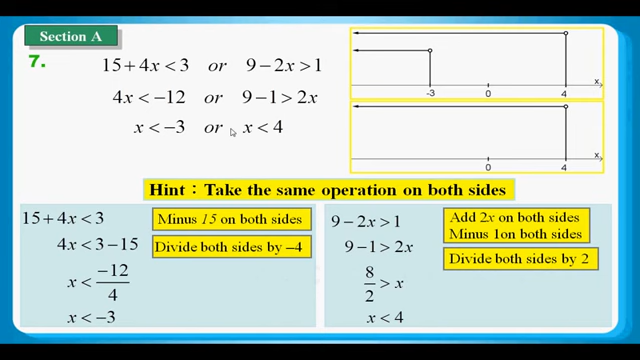 Section A
7.
15 + 4x < 3 or 9 − 2x > 1
4x < −12 or 9 − 1 > 2x
x < −3 or x < 4
x
-3 0 4
x
0 4
Hint：Take the same operation on both sides
15 + 4x < 3
Minus 15 on both sides
4x < 3 − 15
Divide both sides by −4
x < −12/4
x < −3
9 − 2x > 1
Add 2x on both sides
Minus 1on both sides
9 − 1 > 2x
Divide both sides by 2
8/2 > x
x < 4